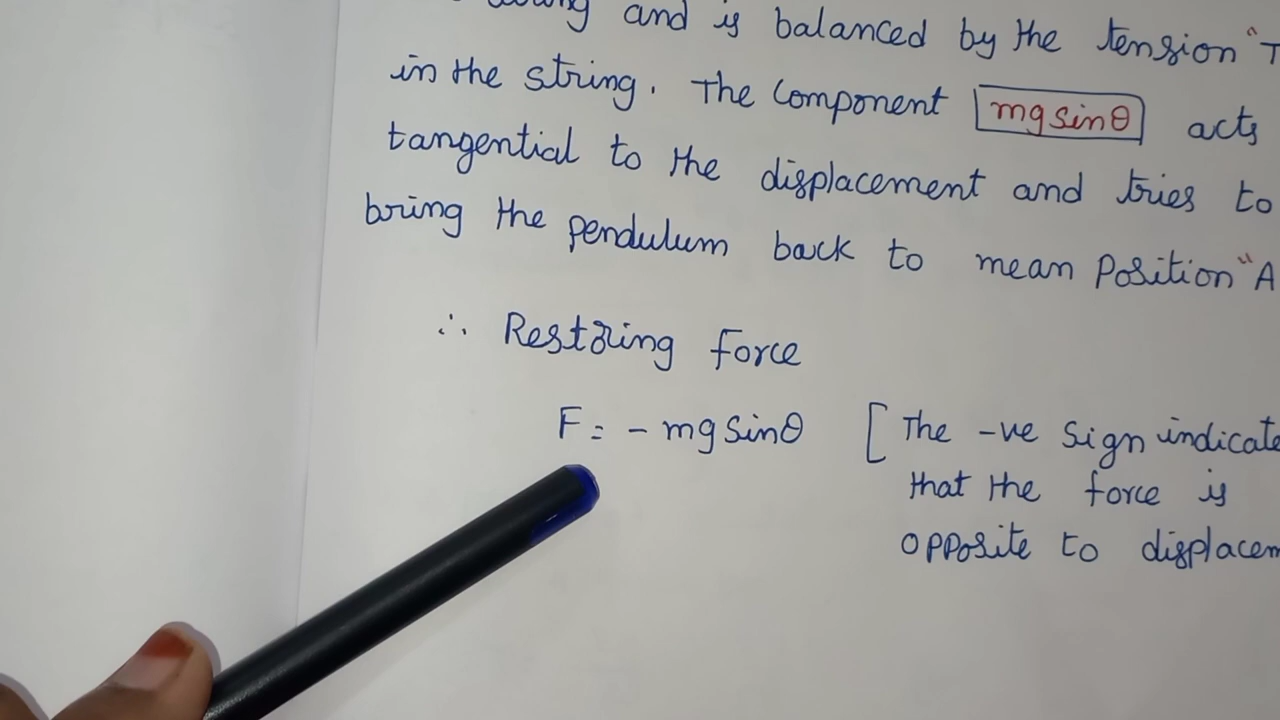 and is balanced by the tension "T
in the string. The Component mg sinθ acts
tangential to the displacement and tries to
bring the pendulum back to mean Position "A
∴ Restoring force
F = - mg sinθ [The -ve sign indicate
that the force is
opposite to displacem